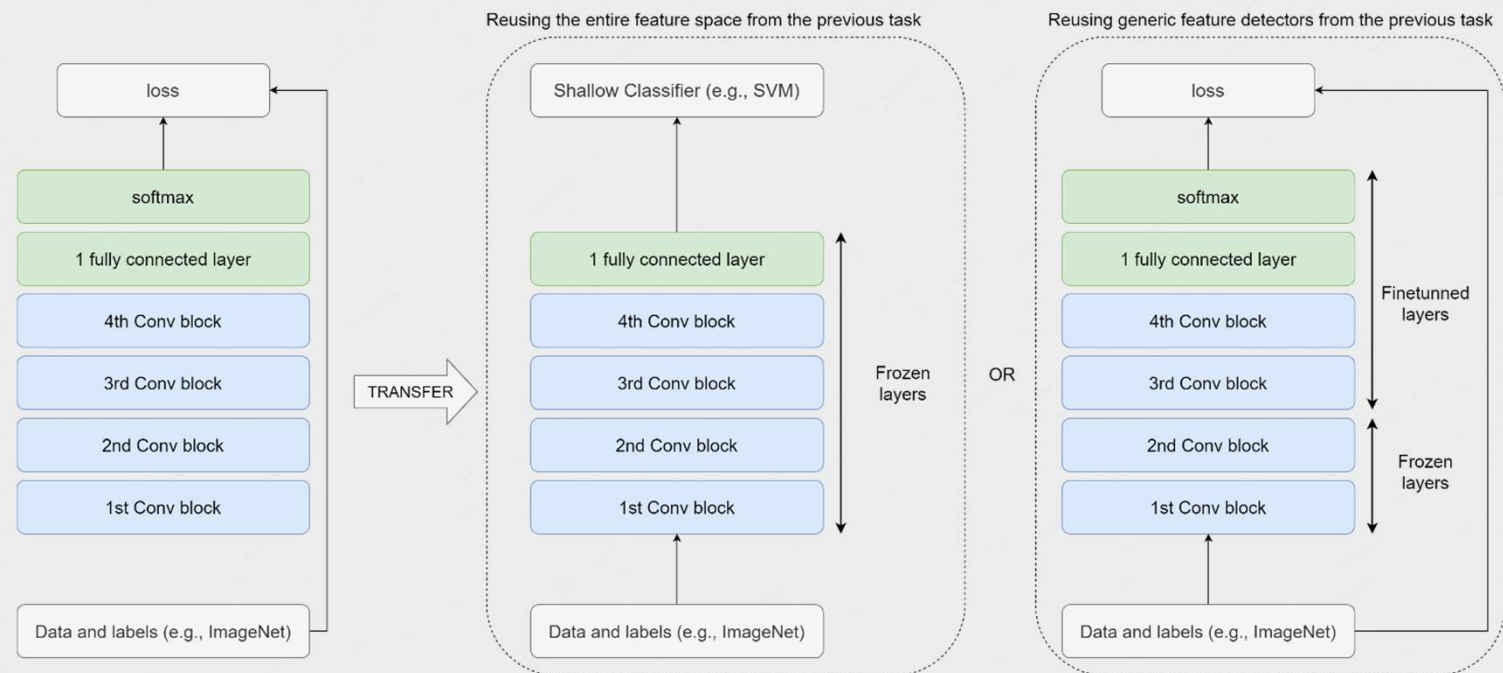 Reusing the entire feature space from the previous task
Reusing generic feature detectors from the previous task
loss
softmax
1 fully connected layer
4th Conv block
3rd Conv block
2nd Conv block
1st Conv block
Data and labels (e.g., ImageNet)
TRANSFER
Shallow Classifier (e.g., SVM)
1 fully connected layer
4th Conv block
3rd Conv block
2nd Conv block
1st Conv block
Data and labels (e.g., ImageNet)
Frozen
layers
OR
loss
softmax
1 fully connected layer
4th Conv block
3rd Conv block
2nd Conv block
1st Conv block
Data and labels (e.g., ImageNet)
Finetunned
layers
Frozen
layers